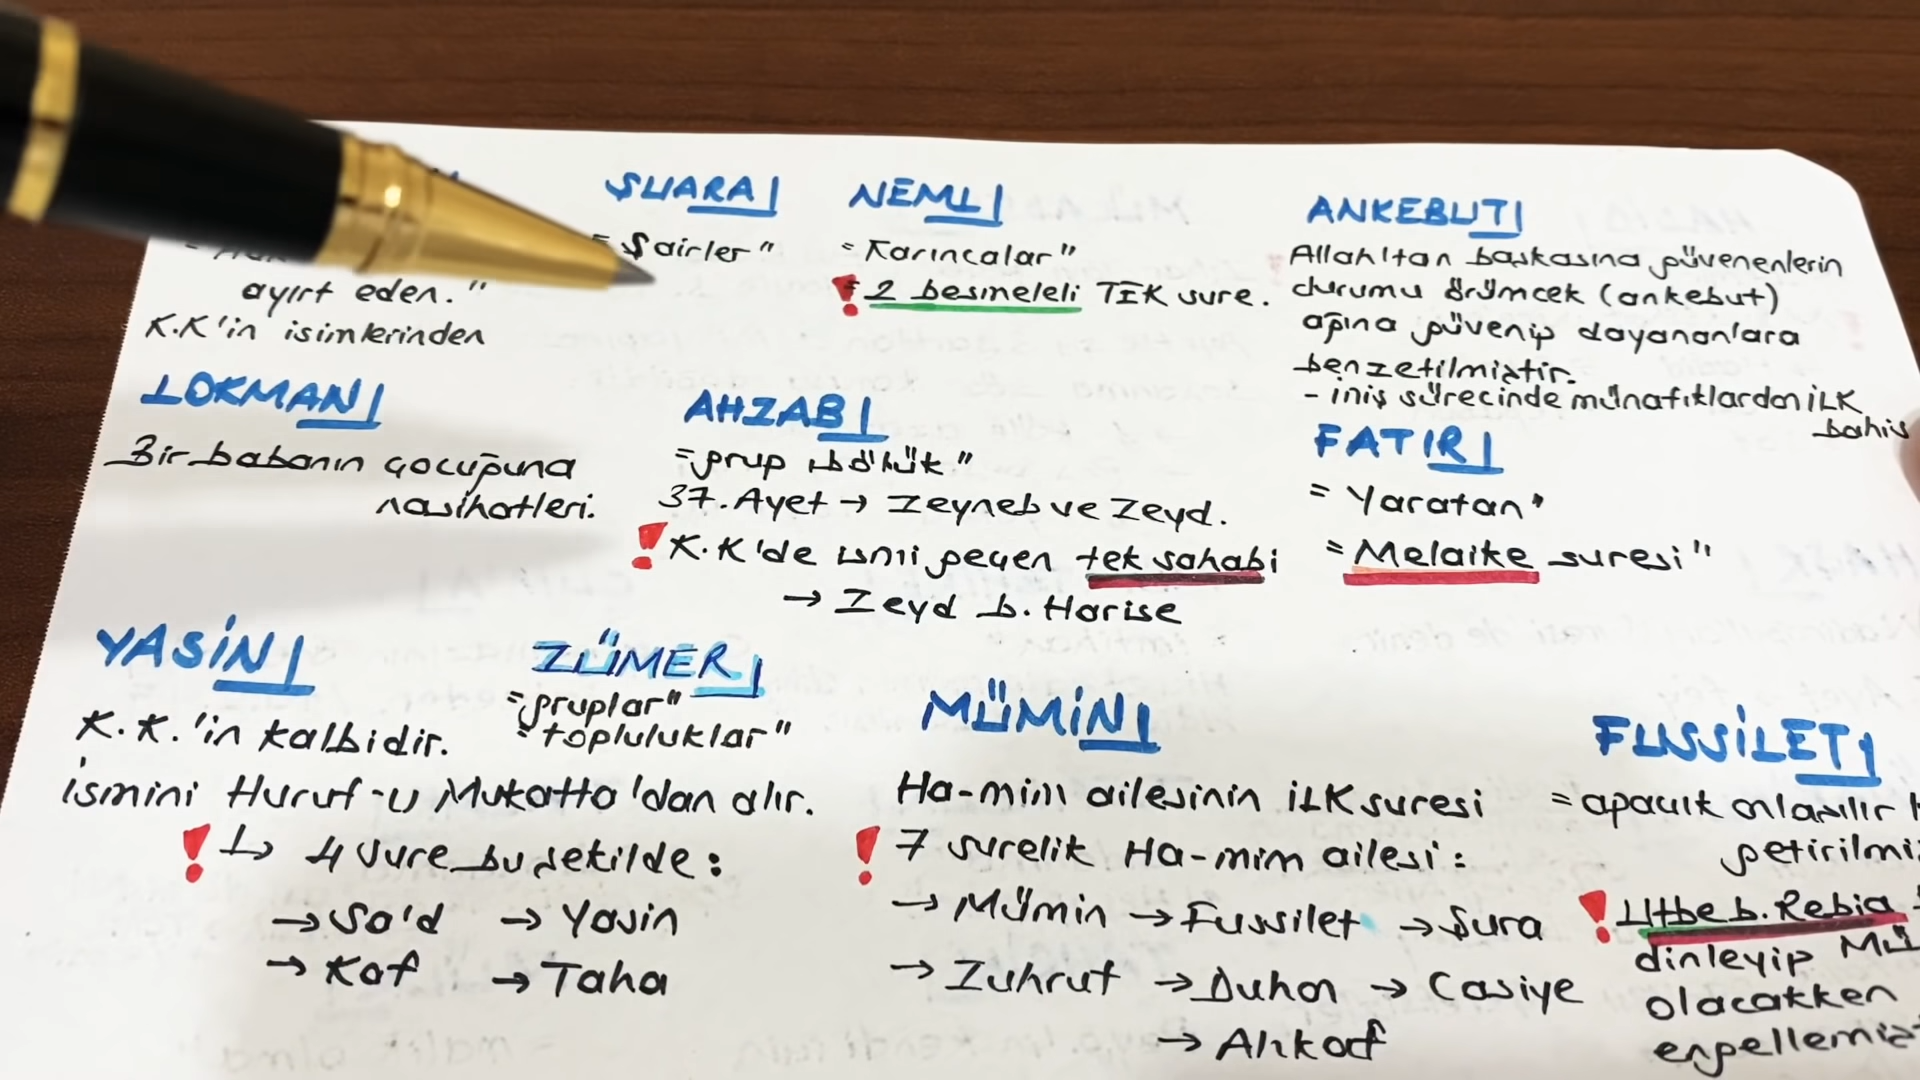 ŞUARA
"Şairler"
NEML
"Karıncalar"
! = 2 besmeleli TEK sure.
ANKEBUT
Allah'tan başkasına güvenenlerin
durumu örümcek (ankebut)
ağına güvenip dayananlara
benzetilmiştir.
- iniş sürecinde münafıklardan İLK
bahis
ayırt eden."
K.K'in isimlerinden
LOKMAN
Bir babanın çocuğuna
nasihatleri.
AHZAB
"grup bölük"
37. Ayet → Zeyneb ve Zeyd.
! K.K'de ismi geçen tek sahabi
→ Zeyd b. Harise
FATIR
= Yaratan"
= Melaike suresi"
YASİN
K.K.'in kalbidir.
ismini Huruf-u Mukatta'dan alır.
! ↳ 4 sure bu şekilde:
→ Sa'd → Yasin
→ Kaf → Taha
ZÜMER
"gruplar"
"topluluklar"
MÜMİN
Ha-mim ailesinin İLK suresi
! 7 surelik Ha-mim ailesi:
→ Mümin → Fussilet → Şura
→ Zuhruf → Duhan → Casiye
→ Ahkaf
FUSSİLET
= apaçık anlaşılır
getirilmi
! Utbe b. Rebia
dinleyip Mü
olacakken
engellemiş